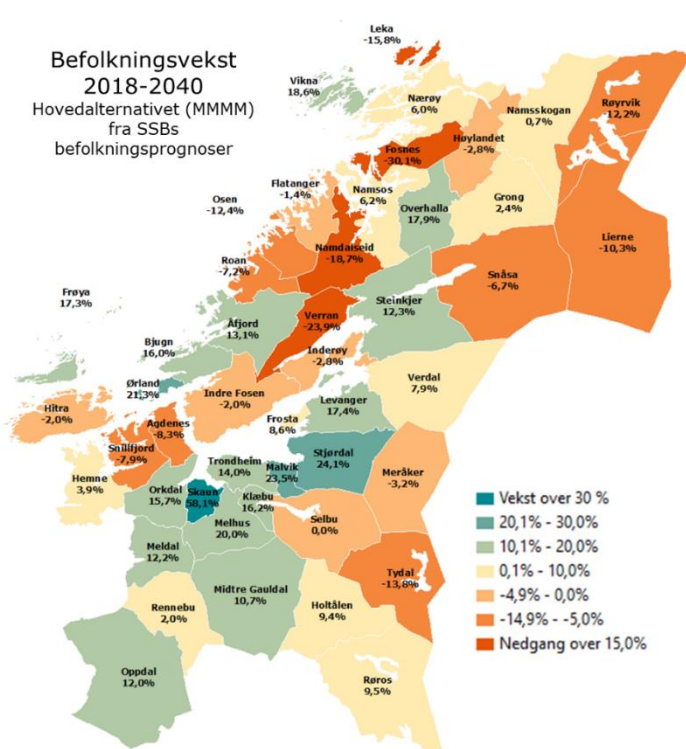 Befolkningsvekst
2018-2040
Hovedalternativet (MMMM)
fra SSBs
befolkningsprognoser
Leka
-15,8%
Vikna
18,6%
Nærøy
6,0%
Namsskogan
0,7%
Røyrvik
-12,2%
Høylandet
-2,8%
Fosnes
-30,1%
Flatanger
-1,4%
Namsos
6,2%
Overhalla
17,9%
Grong
2,4%
Osen
-12,4%
Lierne
-10,3%
Namdalseid
-18,7%
Roan
-7,2%
Snåsa
-6,7%
Frøya
17,3%
Steinkjer
12,3%
Verran
-23,9%
Åfjord
13,1%
Bjugn
16,0%
Inderøy
-2,8%
Verdal
7,9%
Ørland
21,3%
Indre Fosen
-2,0%
Levanger
17,4%
Hitra
-2,0%
Frosta
8,6%
Agdenes
-8,3%
Snillfjord
-7,9%
Stjørdal
24,1%
Trondheim
14,0%
Malvik
23,5%
Meråker
-3,2%
Hemne
3,9%
Orkdal
15,7%
Skaun
58,1%
Klæbu
16,2%
Melhus
20,0%
Selbu
0,0%
Meldal
12,2%
Tydal
-13,8%
Midtre Gauldal
10,7%
Holtålen
9,4%
Rennebu
2,0%
Oppdal
12,0%
Røros
9,5%
Vekst over 30 %
20,1% - 30,0%
10,1% - 20,0%
0,1% - 10,0%
-4,9% - 0,0%
-14,9% - -5,0%
Nedgang over 15,0%